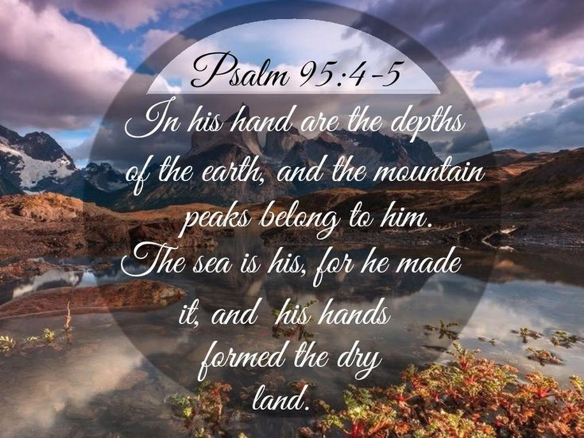 Psalm 95:4-5
In his hand are the depths
of the earth, and the mountain
peaks belong to him.
The sea is his, for he made
it, and his hands
formed the dry
land.